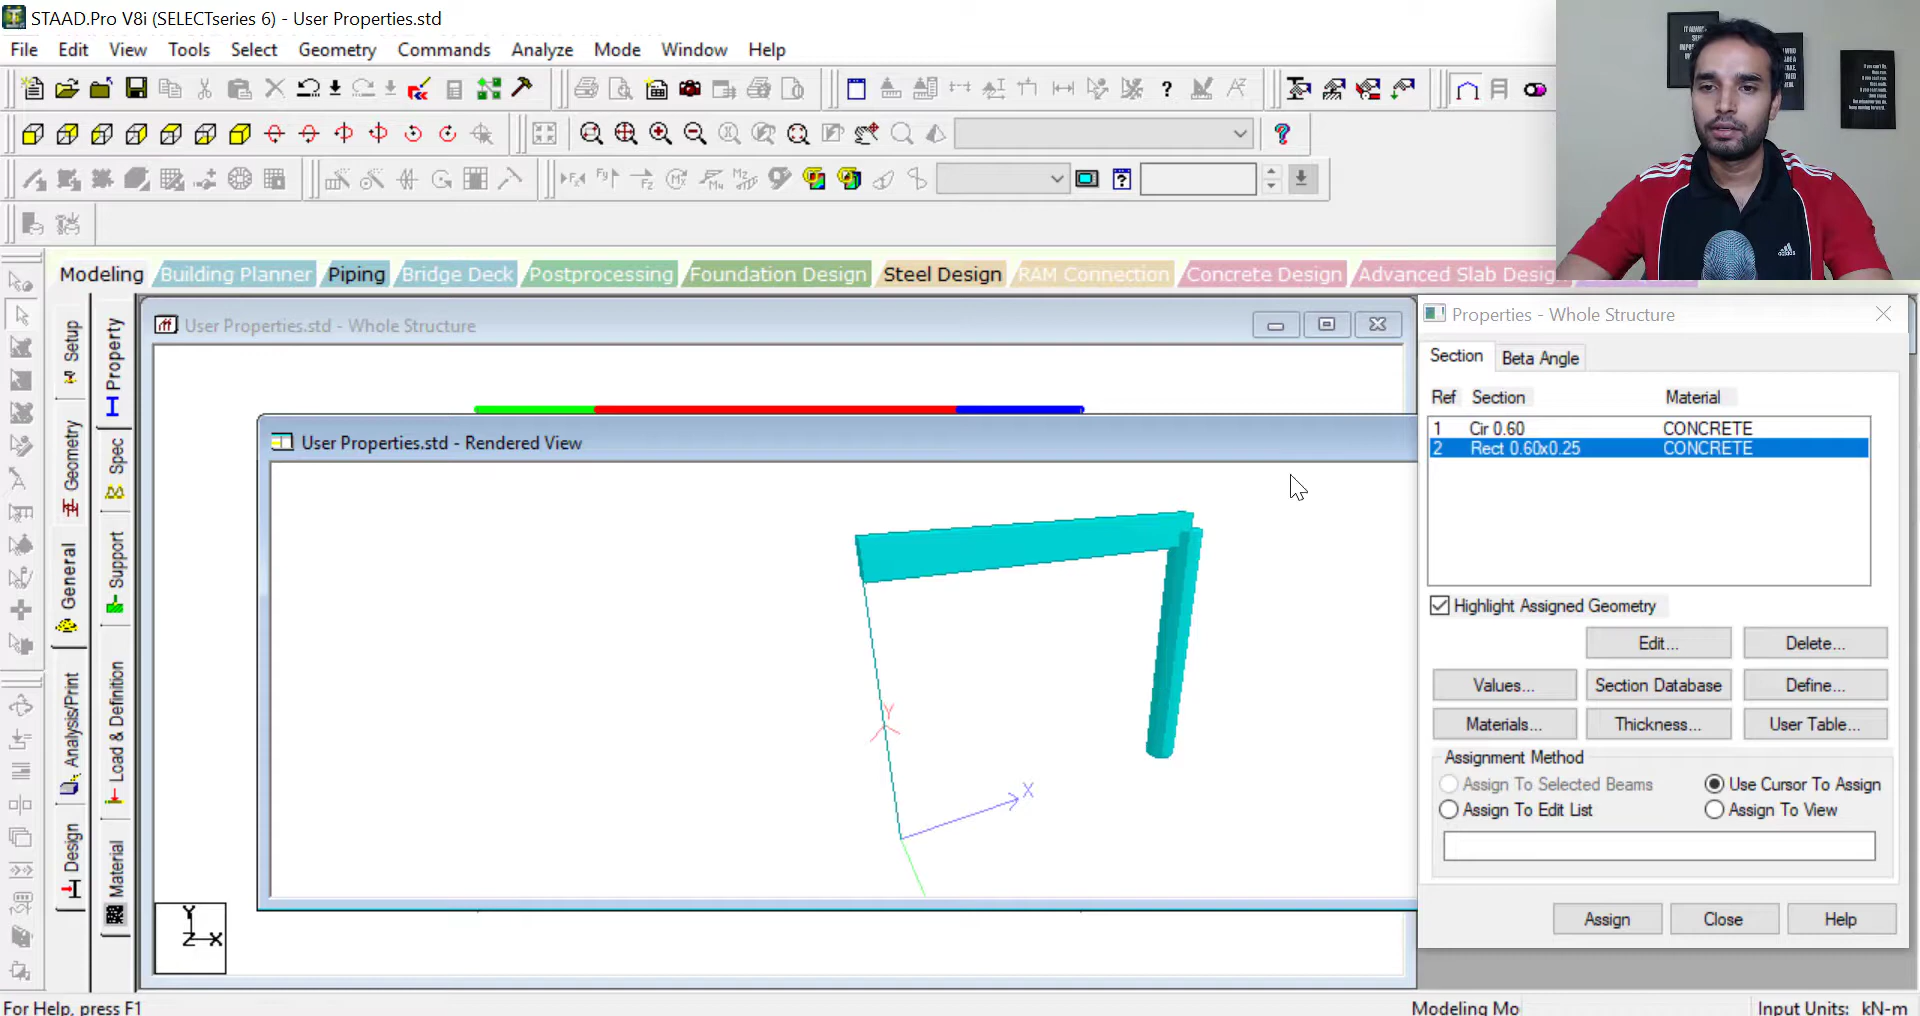 STAAD.Pro V8i (SELECTseries 6) - User Properties.std
File Edit View Tools Select Geometry Commands Analyze Mode Window Help
Modeling Building Planner Piping Bridge Deck Postprocessing Foundation Design Steel Design RAM Connection Concrete Design Advanced Slab Desig
Setup
Geometry
General
Analysis/Print
Design
Property
Spec
Support
Load & Definition
Material
User Properties.std - Whole Structure
User Properties.std - Rendered View
Y
X
Y
Z X
Properties - Whole Structure
Section Beta Angle
Ref Section Material
1 Cir 0.60 CONCRETE
2 Rect 0.60x0.25 CONCRETE
Highlight Assigned Geometry
Edit... Delete...
Values... Section Database Define...
Materials... Thickness... User Table...
Assignment Method
Assign To Selected Beams Use Cursor To Assign
Assign To Edit List Assign To View
Assign Close Help
For Help, press F1
Modeling Mo
Input Units: kN-m